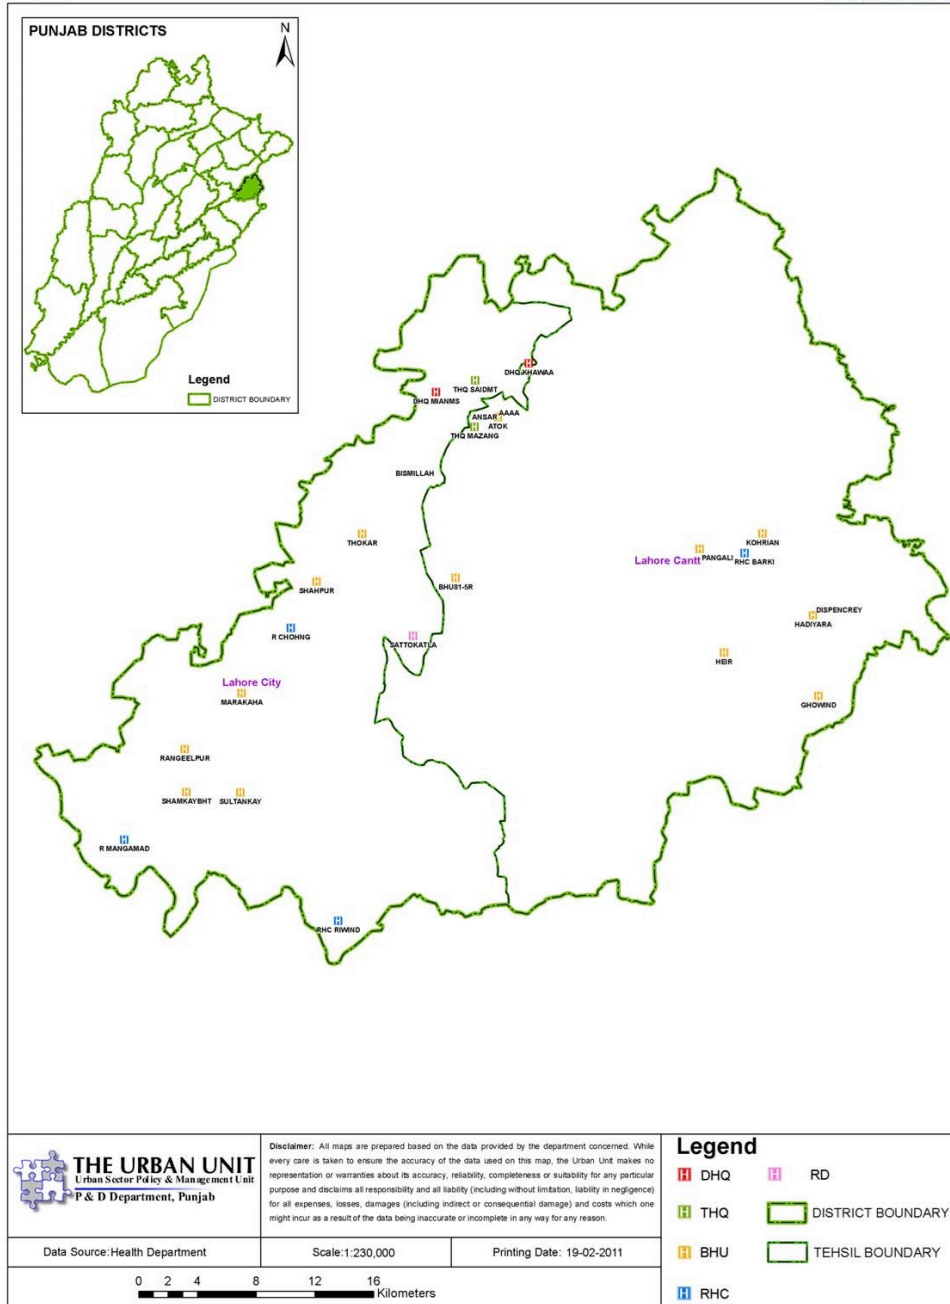 PUNJAB DISTRICTS
N
Legend
DISTRICT BOUNDARY
DHQ KHAWAA
THQ SAIDMT
DHQ MIANMS
AAAA
ANSAR
ATOK
THQ MAZANG
BISMILLAH
THOKAR
KOHRIAN
Lahore Cantt
PANGALI
RHC BARKI
BHU81-5R
SHAHPUR
DISPENCREY
HADIYARA
R CHOHNG
SATTOKATLA
HEIR
Lahore City
MARAKAHA
GHOWIND
RANGEELPUR
SHAMKAYBHT
SULTANKAY
R MANGAMAD
RHC RIWIND
THE URBAN UNIT
Urban Sector Policy & Management Unit
P & D Department, Punjab
Disclaimer: All maps are prepared based on the data provided by the department concerned. While
every care is taken to ensure the accuracy of the data used on this map, the Urban Unit makes no
representation or warranties about its accuracy, reliability, completeness or suitability for any particular
purpose and disclaims all responsibility and all liability (including without limitation, liability in negligence)
for all expenses, losses, damages (including indirect or consequential damage) and costs which one
might incur as a result of the data being inaccurate or incomplete in any way for any reason.
Data Source:Health Department
Scale:1:230,000
Printing Date: 19-02-2011
0 2 4 8 12 16
Kilometers
Legend
H DHQ
H RD
H THQ
DISTRICT BOUNDARY
H BHU
TEHSIL BOUNDARY
H RHC